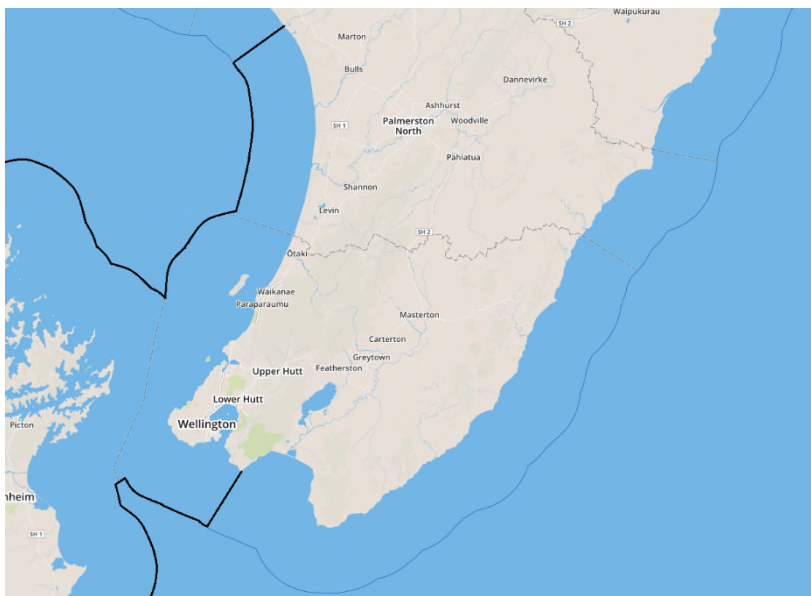 Waipukurau
SH 2
Marton
Bulls
Dannevirke
Ashhurst
SH 1
Palmerston
North
Woodville
Pahiatua
Shannon
Levin
SH 2
Ōtaki
Waikanae
Paraparaumu
Masterton
Carterton
Greytown
Upper Hutt
Featherston
Lower Hutt
Wellington
Picton
nheim
SH 1